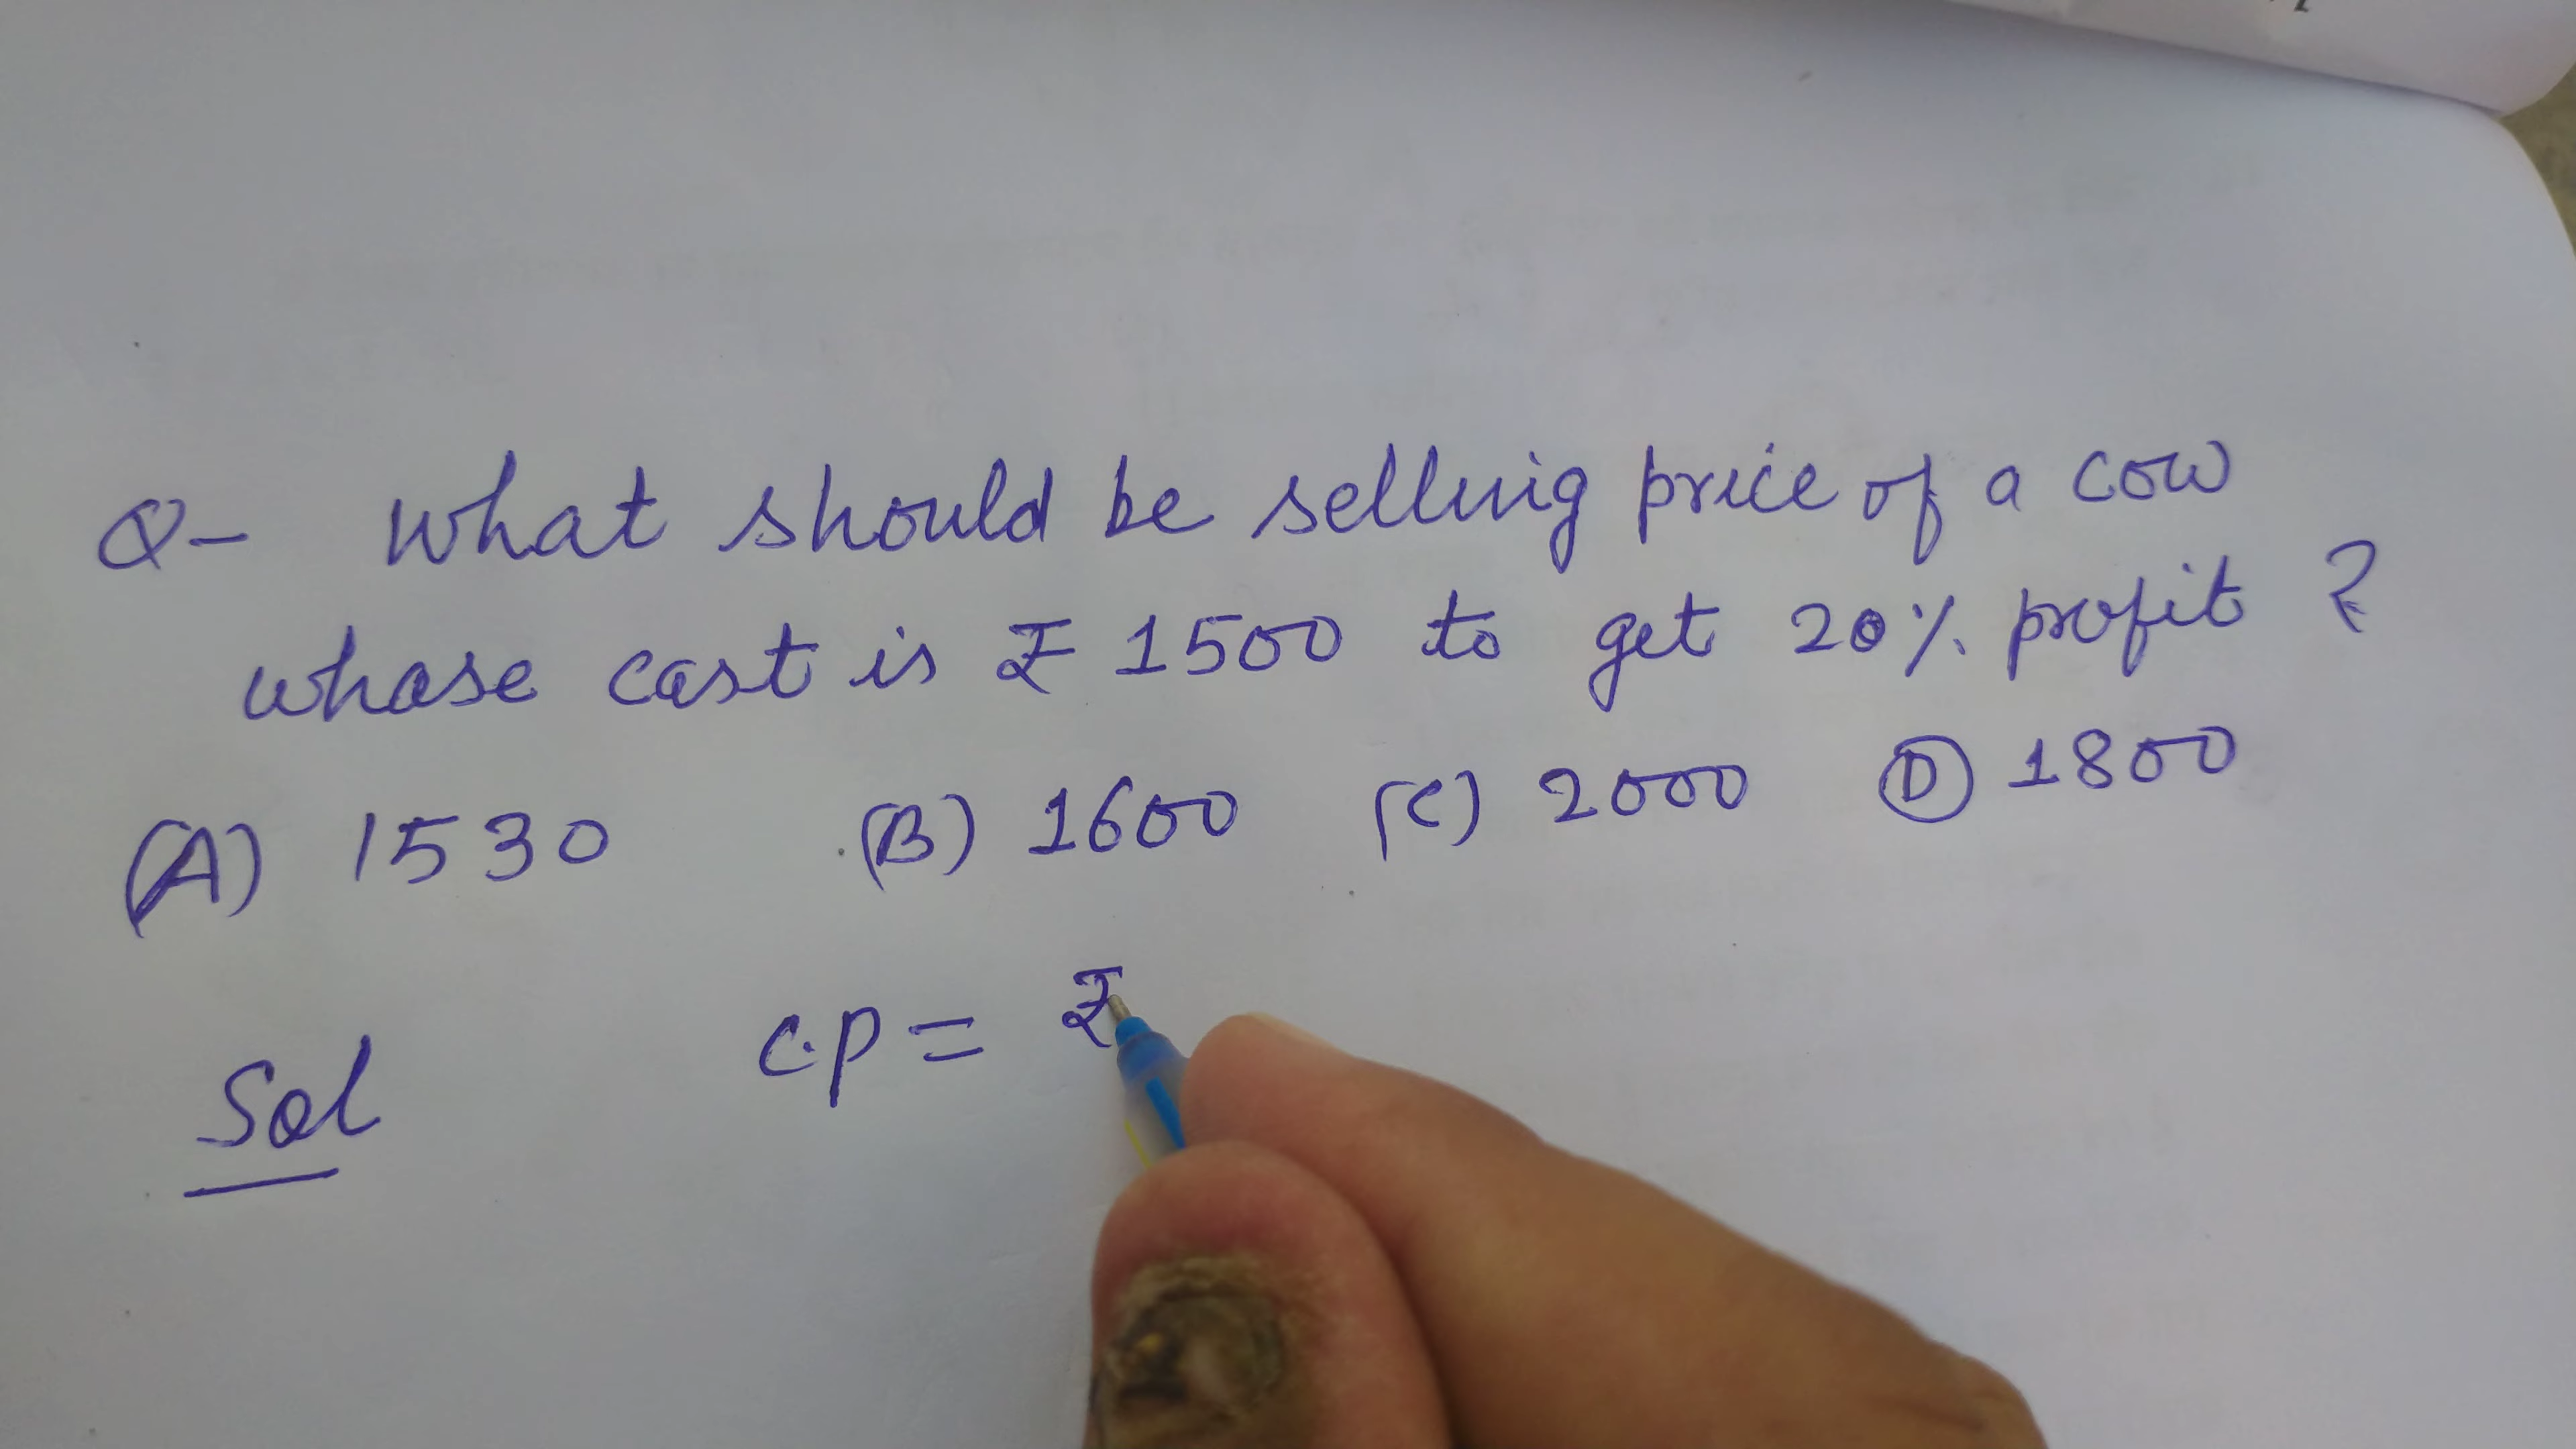 Q- What should be selling price of a cow
whose cost is ₹ 1500 to get 20% profit ?
(A) 1530 (B) 1600 (C) 2000 (D) 1800
Sol c.p = ₹